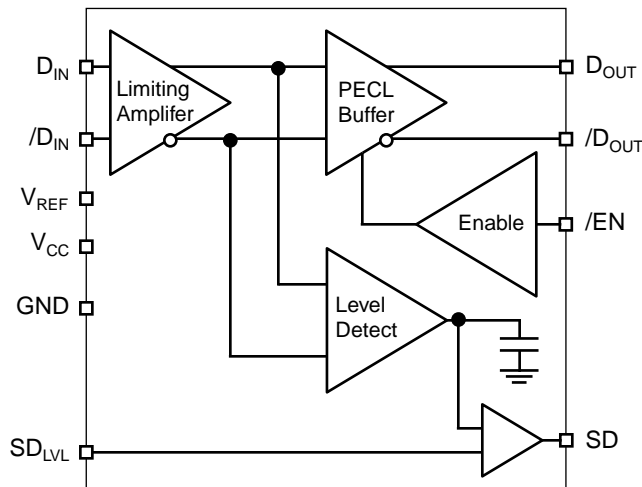 D_IN
Limiting
Amplifer
PECL
Buffer
D_OUT
/D_IN
/D_OUT
V_REF
Enable
/EN
V_CC
GND
Level
Detect
SD_LVL
SD